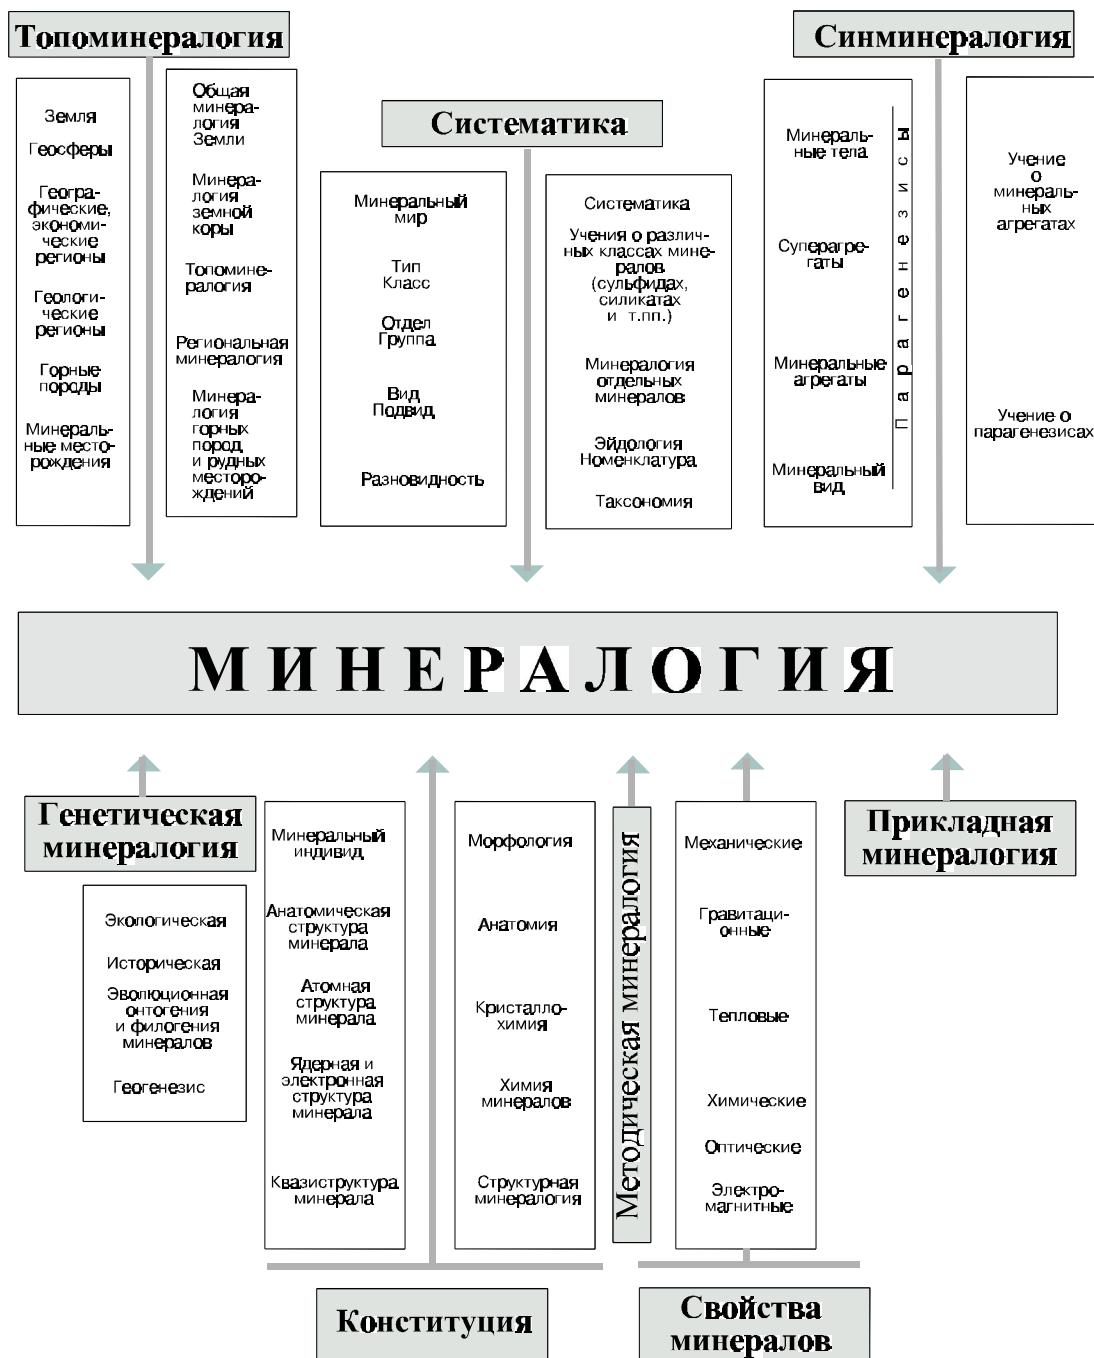 Топоминералогия
Земля
Геосферы
Геогра-
фические,
экономи-
ческие
регионы
Геологи-
ческие
регионы
Горные
породы
Минераль-
ные место-
рождения
Общая
минера-
логия
Земли
Минера-
логия
земной
коры
Топомине-
ралогия
Региональная
минералогия
Минера-
логия
горных
пород
и рудных
месторо-
ждений
Систематика
Минеральный
мир
Тип
Класс
Отдел
Группа
Вид
Подвид
Разновидность
Систематика
Учения о различ-
ных классах мине-
ралов
(сульфидах,
силикатах
и т.пп.)
Минералогия
отдельных
минералов
Эйдология
Номенклатура
Таксономия
Синминералогия
Минераль-
ные тела
Суперагре-
гаты
Минеральные
агрегаты
Минеральный
вид
Парагенезисы
Учение
о
минераль-
ных
агрегатах
Учение о
парагенезисах
МИНЕРАЛОГИЯ
Генетическая
минералогия
Экологическая
Историческая
Эволюционная
онтогения
и филогения
минералов
Геогенезис
Минеральный
индивид
Анатомическая
структура
минерала
Атомная
структура
минерала
Ядерная и
электронная
структура
минерала
Квазиструктура
минерала
Морфология
Анатомия
Кристалло-
химия
Химия
минералов
Структурная
минералогия
Конституция
Методическая минералогия
Механические
Гравитаци-
онные
Тепловые
Химические
Оптические
Электро-
магнитные
Свойства
минералов
Прикладная
минералогия